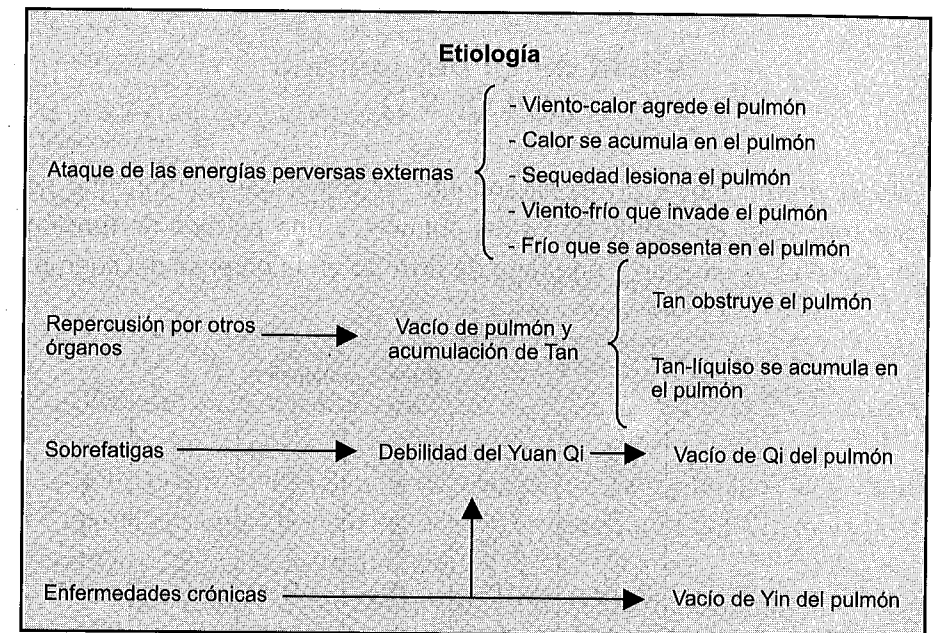 Etiología
Ataque de las energías perversas externas
- Viento-calor agrede el pulmón
- Calor se acumula en el pulmón
- Sequedad lesiona el pulmón
- Viento-frío que invade el pulmón
- Frío que se aposenta en el pulmón
Repercusión por otros
órganos
Vacío de pulmón y
acumulación de Tan
Tan obstruye el pulmón
Tan-líquiso se acumula en
el pulmón
Sobrefatigas
Debilidad del Yuan Qi
Vacío de Qi del pulmón
Enfermedades crónicas
Vacío de Yin del pulmón